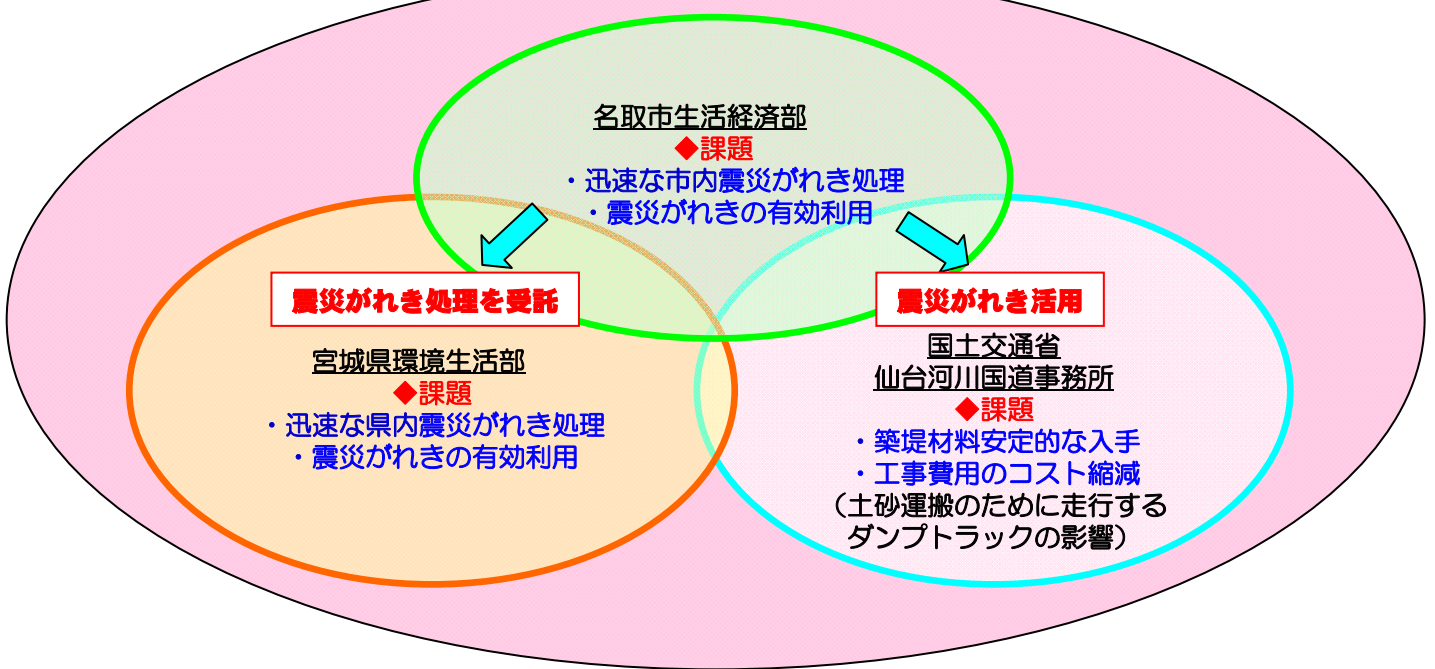 名取市生活経済部
◆課題
・迅速な市内震災がれき処理
・震災がれきの有効利用
震災がれき処理を受託
宮城県環境生活部
◆課題
・迅速な県内震災がれき処理
・震災がれきの有効利用
震災がれき活用
国土交通省
仙台河川国道事務所
◆課題
・築堤材料安定的な入手
・工事費用のコスト縮減
（土砂運搬のために走行する
ダンプトラックの影響）